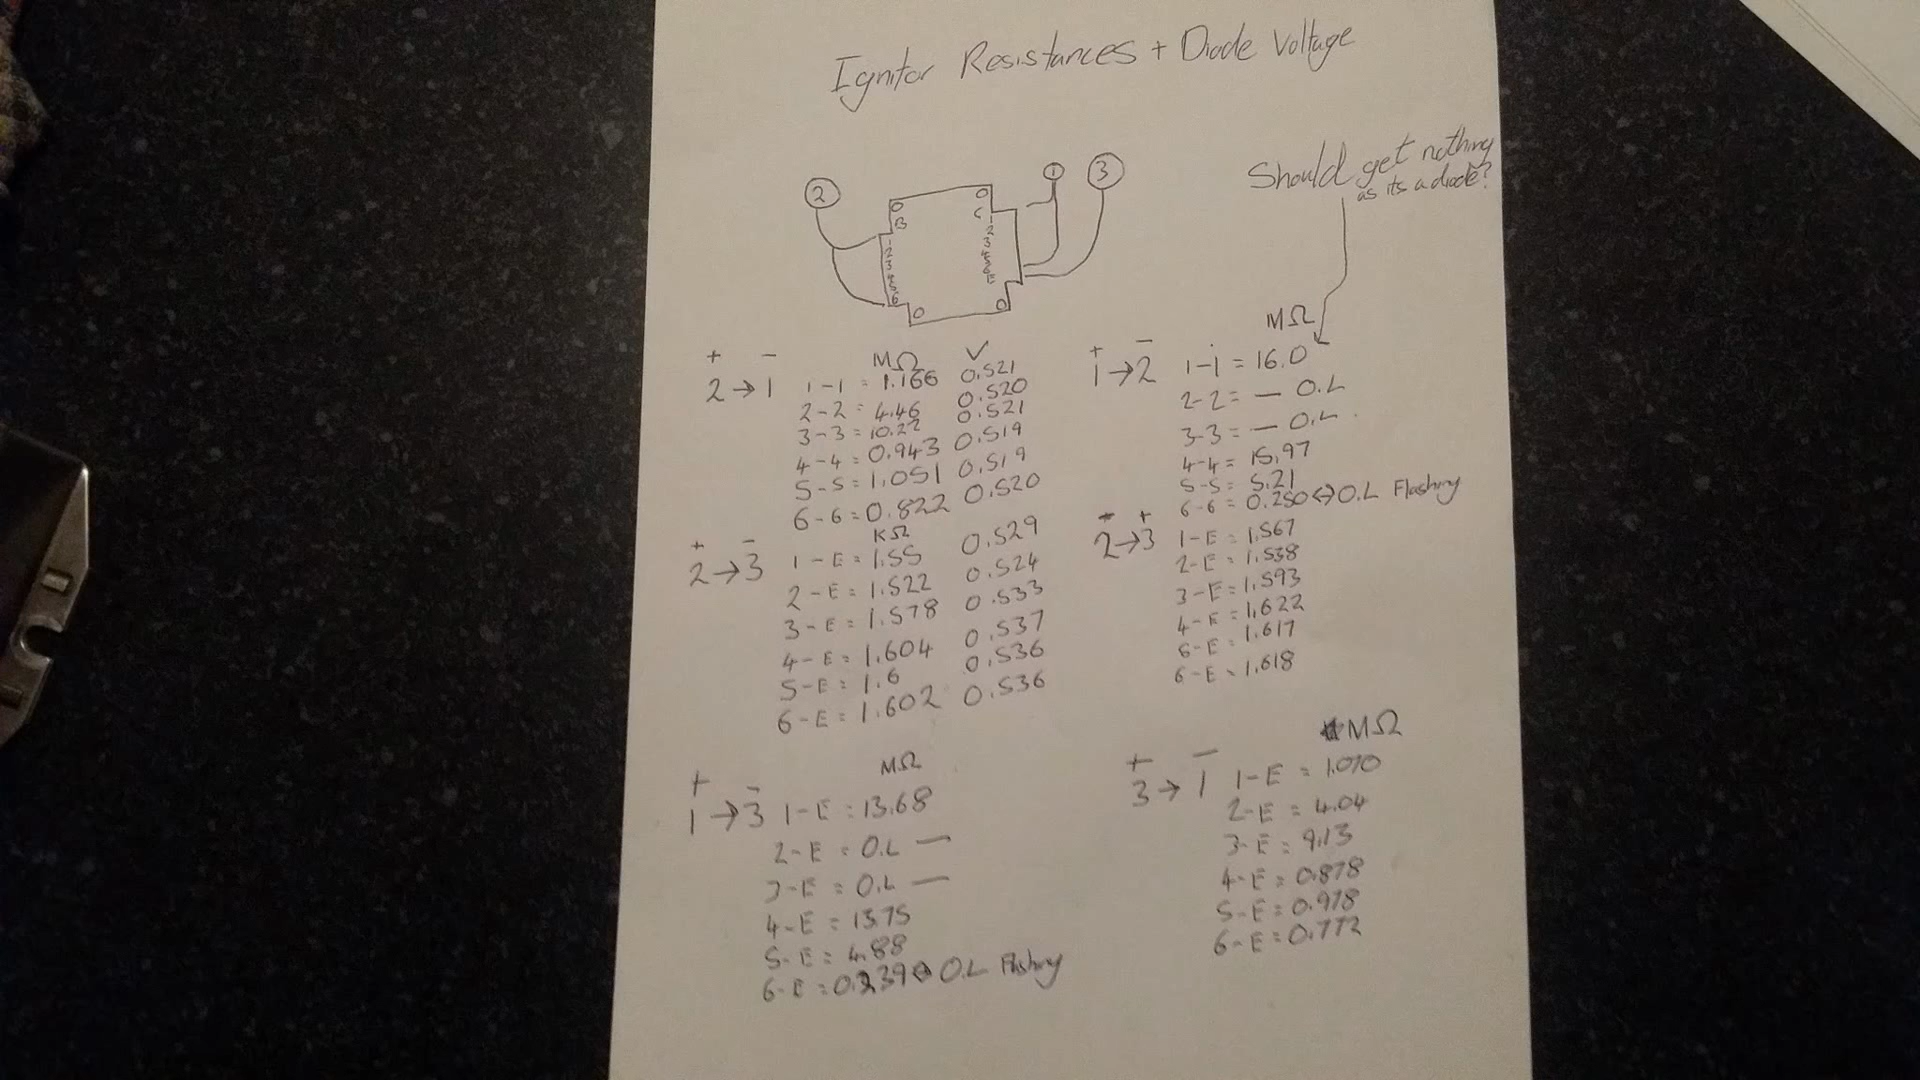 Ignitor Resistances + Diode Voltage
Should get nothing
as its a diode?
2
1
3
B
C
1
2
3
4
5
6
1
2
3
4
5
6
E
+ -
2→1
MΩ V
1-1 = 1.166 0.521
2-2 = 4.46 0.520
3-3 = 10.22 0.521
4-4 = 0.943 0.519
5-5 = 1.051 0.519
6-6 = 0.822 0.520
+ -
2→3
KΩ
1-E = 1.55 0.529
2-E = 1.522 0.524
3-E = 1.578 0.533
4-E = 1.604 0.537
5-E = 1.6 0.536
6-E = 1.602 0.536
+ -
1→2
MΩ
1-1 = 16.0
2-2 = — O.L
3-3 = — O.L
4-4 = 15.97
5-5 = 5.21
6-6 = 0.250 ↔ O.L Flashing
- +
2→3
1-E = 1.567
2-E = 1.538
3-E = 1.593
4-E = 1.622
5-E = 1.617
6-E = 1.618
+ -
1→3
MΩ
1-E = 13.68
2-E = O.L —
3-E = O.L —
4-E = 13.75
5-E = 4.88
6-E = 0.239 ↔ O.L Flashing
+ -
3→1
MΩ
1-E = 1.070
2-E = 4.04
3-E = 9.13
4-E = 0.878
5-E = 0.978
6-E = 0.772